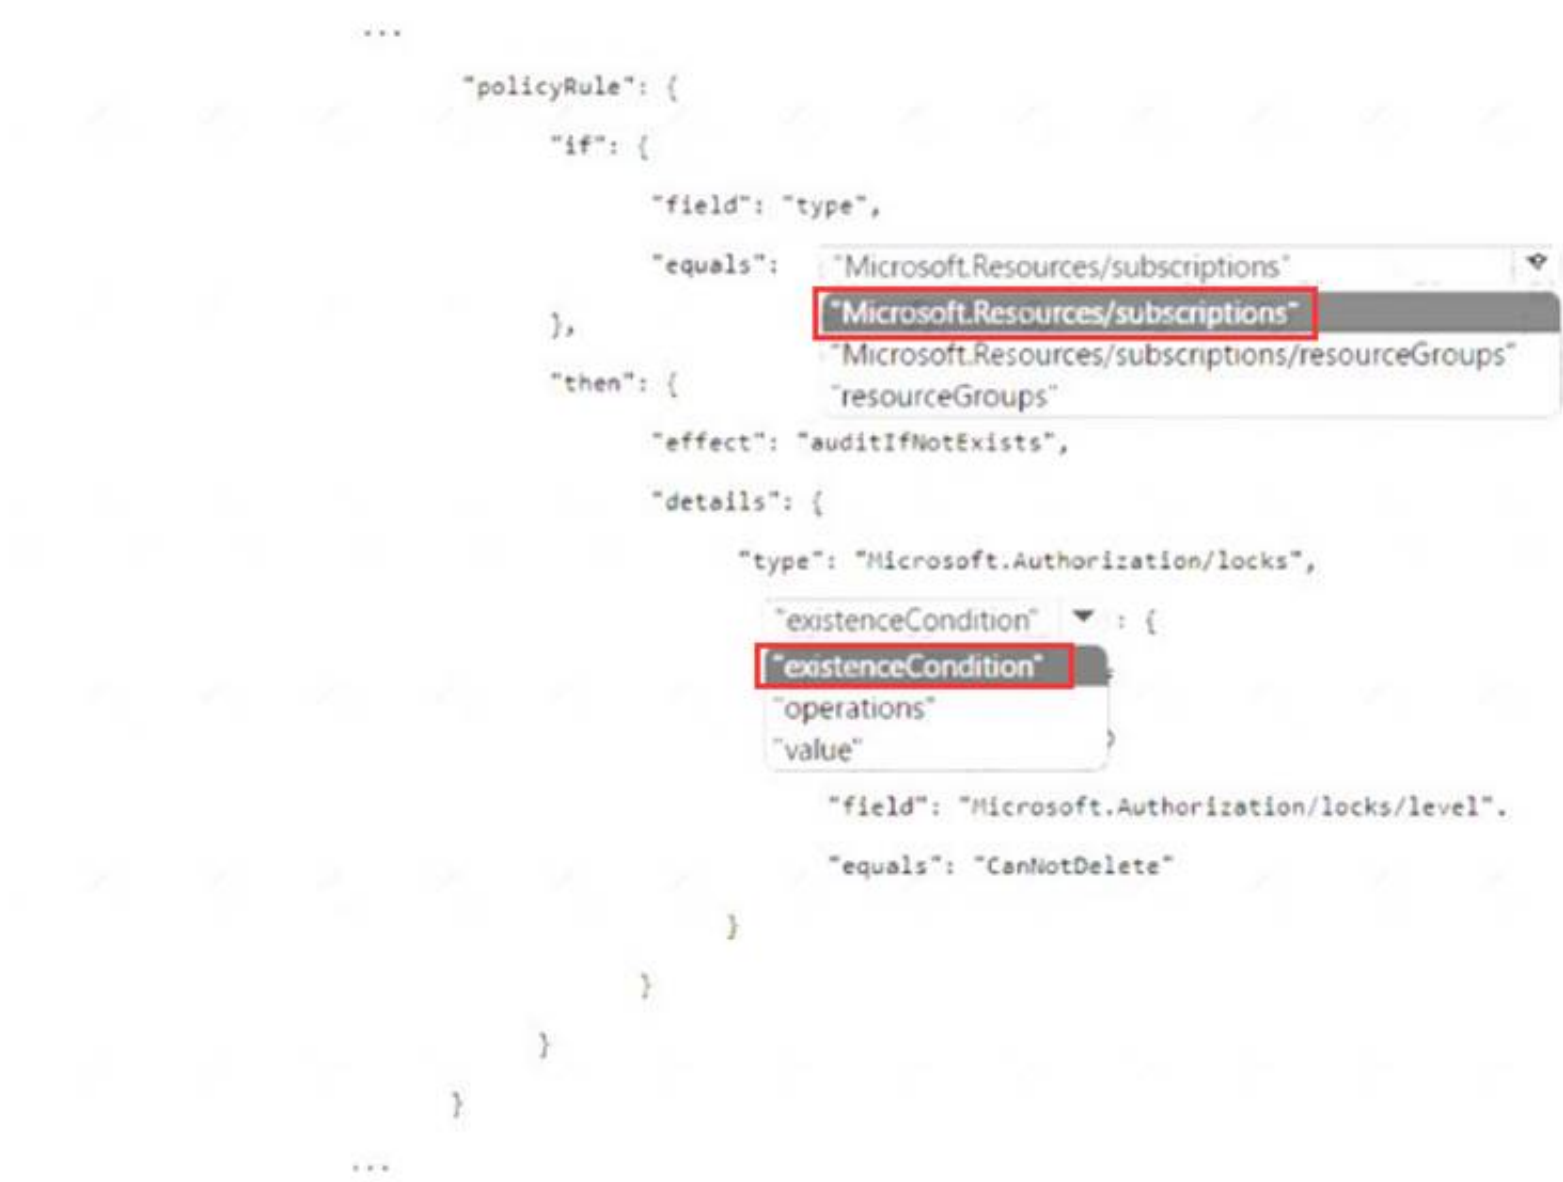 ...
"policyRule": {
"if": {
"field": "type",
"equals": "Microsoft.Resources/subscriptions"
"Microsoft.Resources/subscriptions"
},
"Microsoft.Resources/subscriptions/resourceGroups"
"then": {
"resourceGroups"
"effect": "auditIfNotExists",
"details": {
"type": "Microsoft.Authorization/locks",
"existenceCondition" : {
"existenceCondition"
"operations"
"value"
"field": "Microsoft.Authorization/locks/level".
"equals": "CanNotDelete"
}
}
}
}
...